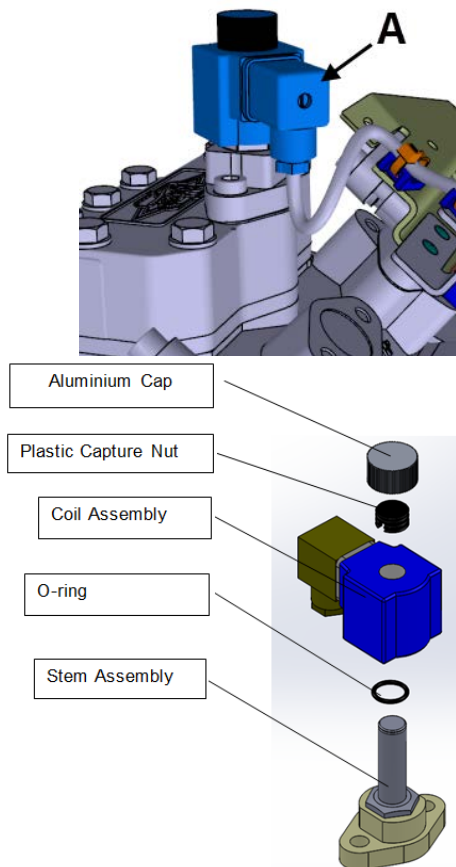 A
Aluminium Cap
Plastic Capture Nut
Coil Assembly
O-ring
Stem Assembly